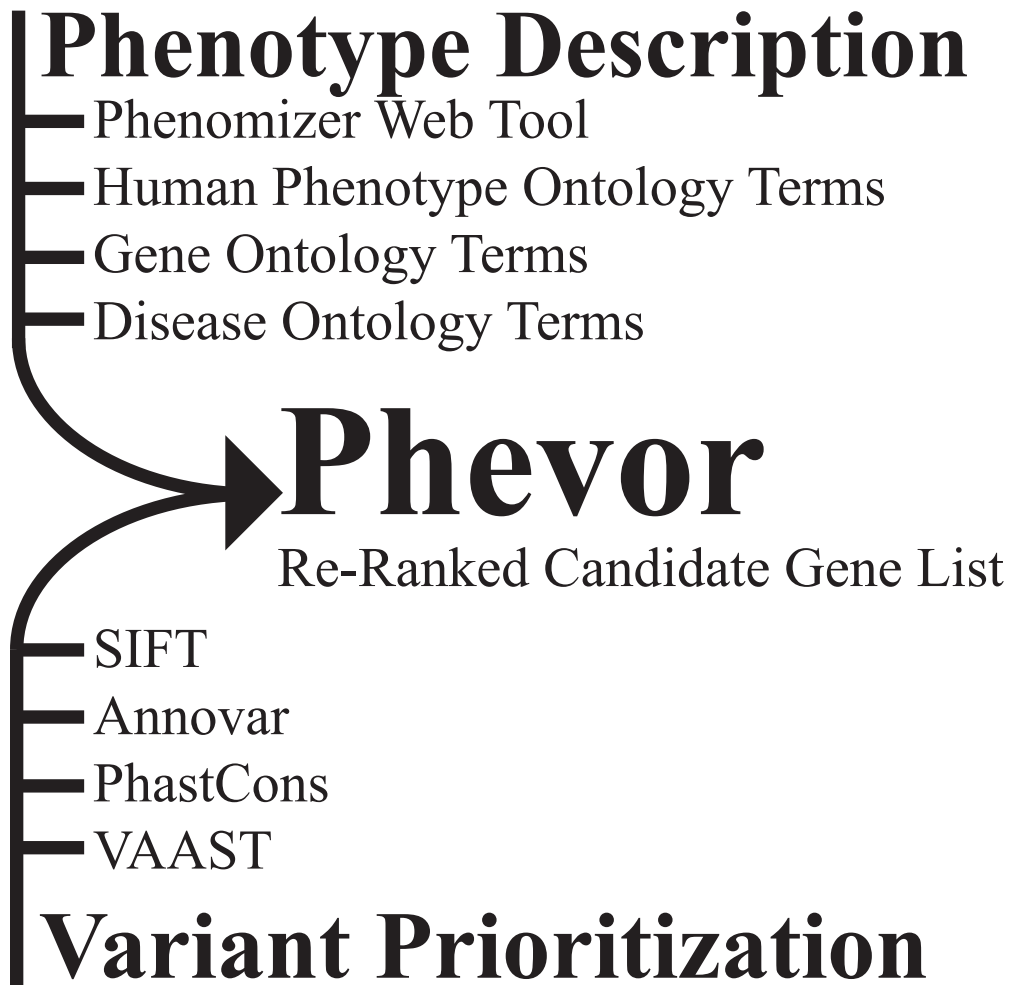 Phenotype Description
Phenomizer Web Tool
Human Phenotype Ontology Terms
Gene Ontology Terms
Disease Ontology Terms
Phevor
Re-Ranked Candidate Gene List
SIFT
Annovar
PhastCons
VAAST
Variant Prioritization